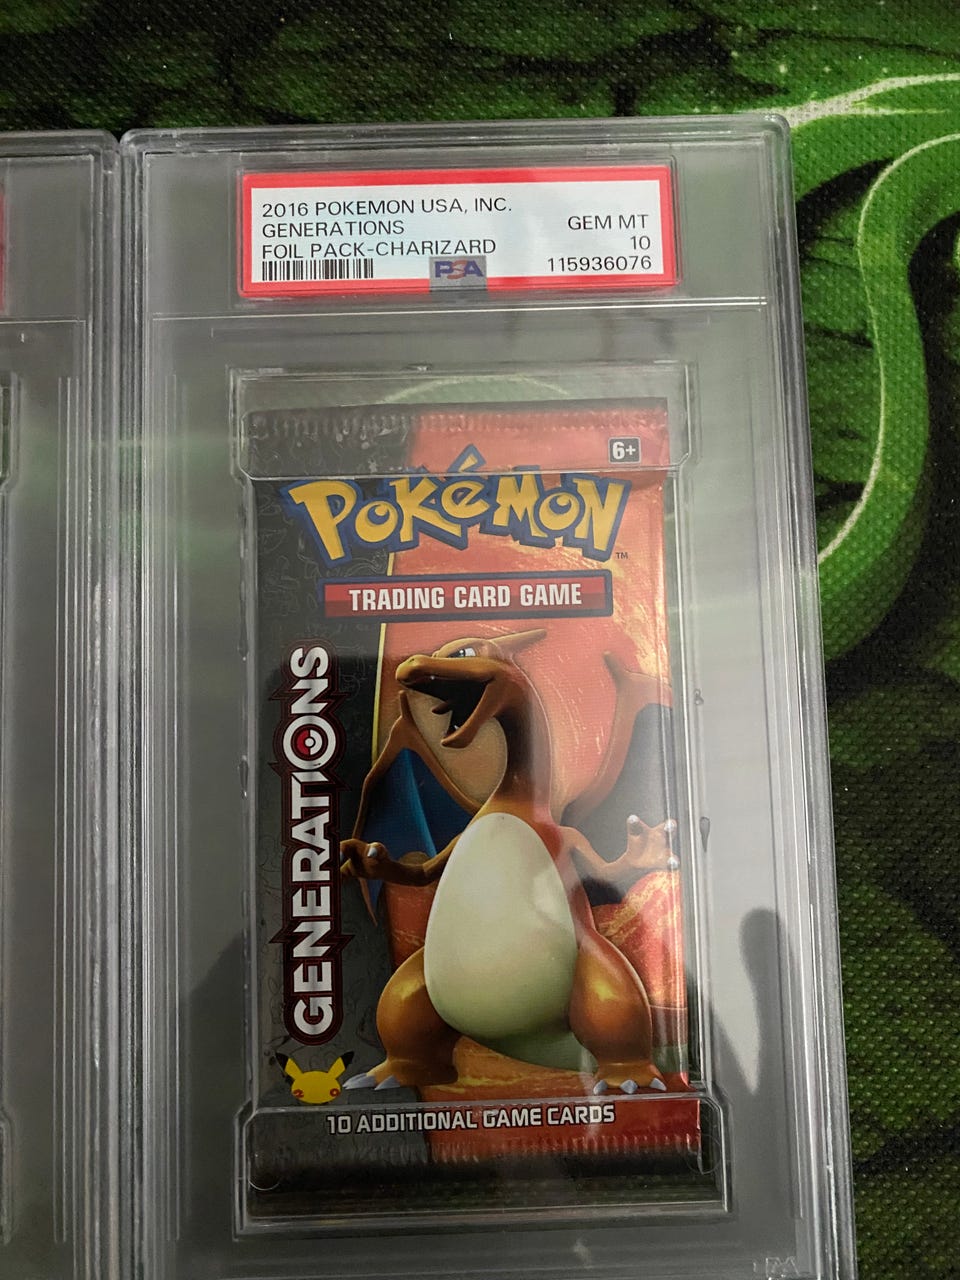 2016 POKEMON USA, INC.
GENERATIONS
FOIL PACK-CHARIZARD
GEM MT
10
115936076
PSA
6+
POKéMON
TM
TRADING CARD GAME
GENERATIONS
10 ADDITIONAL GAME CARDS